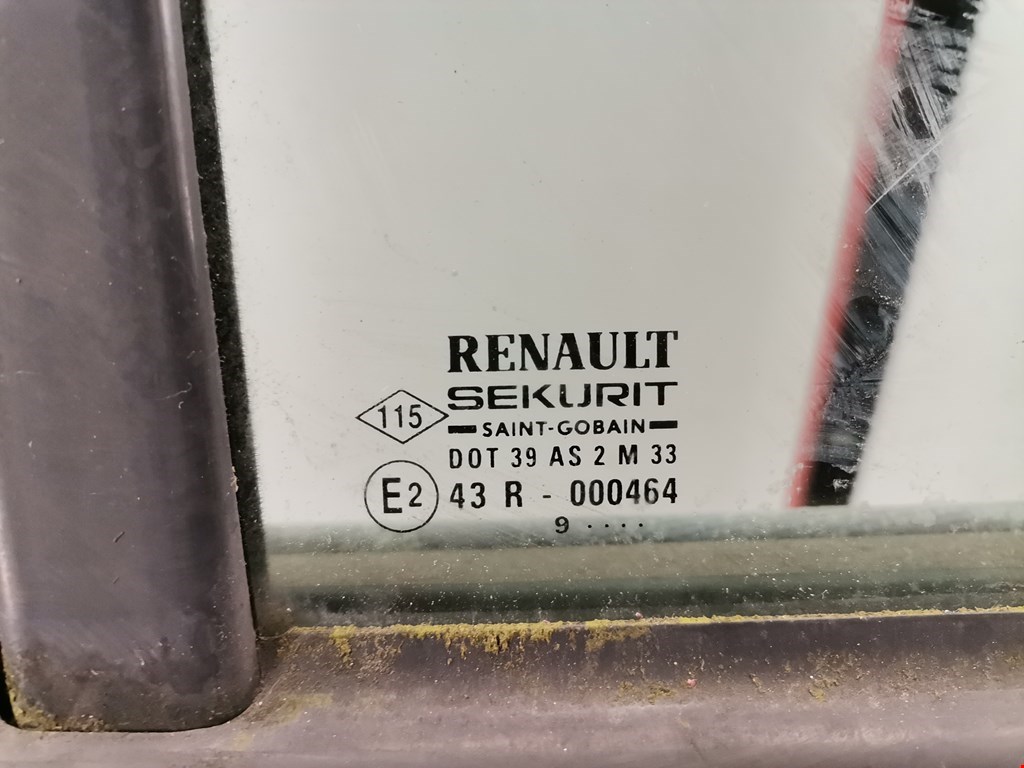 RENAULT
SEKURIT
115
SAINT-GOBAIN
DOT 39 AS 2 M 33
E2 43 R - 000464
9 ....